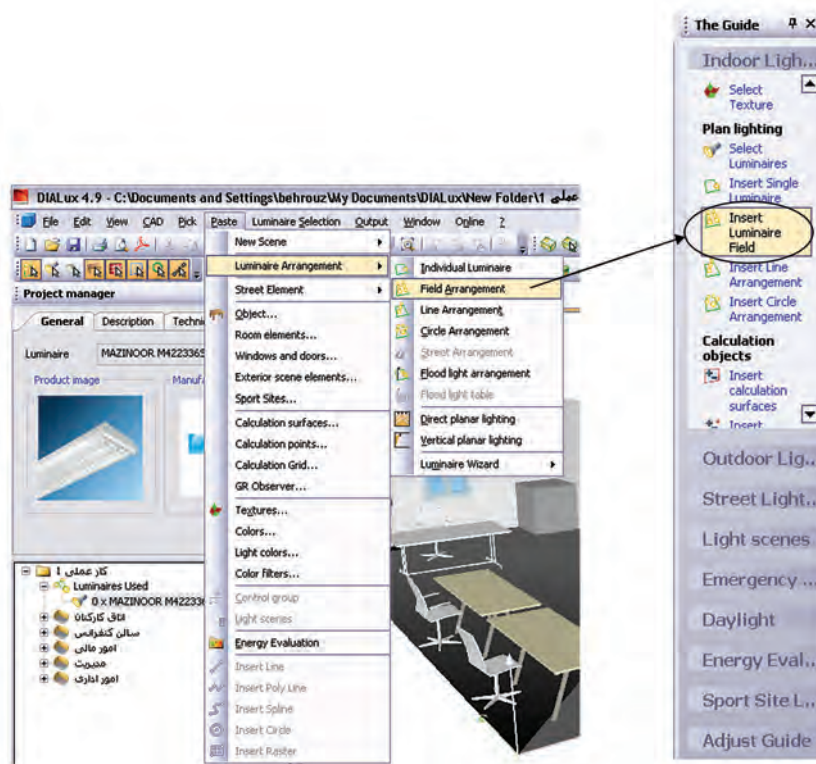 DIALux 4.9 - C:\Documents and Settings\behrouz\My Documents\DIALux\New Folder\1 عملی
File Edit View CAD Pick Paste Luminaire Selection Output Window Online ?
Project manager
General Description Techni
Luminaire MAZINOOR M422336S
Product image Manufa
کار عملی 1
Luminaires Used
0 x MAZINOOR M42233
اتاق کارکنان
سالن کنفرانس
امور مالی
مدیریت
امور اداری
New Scene
Luminaire Arrangement
Street Element
Object...
Room elements...
Windows and doors...
Exterior scene elements...
Sport Sites...
Calculation surfaces...
Calculation points...
Calculation Grid...
GR Observer...
Textures...
Colors...
Light colors...
Color filters...
Control group
Light scenes
Energy Evaluation
Insert Line
Insert Poly Line
Insert Spline
Insert Circle
Insert Raster
Individual Luminaire
Field Arrangement
Line Arrangement
Circle Arrangement
Street Arrangement
Flood light arrangement
Flood light table
Direct planar lighting
Vertical planar lighting
Luminaire Wizard
The Guide
Indoor Ligh...
Select
Texture
Plan lighting
Select
Luminaires
Insert Single
Luminaire
Insert
Luminaire
Field
Insert Line
Arrangement
Insert Circle
Arrangement
Calculation
objects
Insert
calculation
surfaces
Insert
Outdoor Lig...
Street Light...
Light scenes
Emergency ...
Daylight
Energy Eval...
Sport Site L...
Adjust Guide